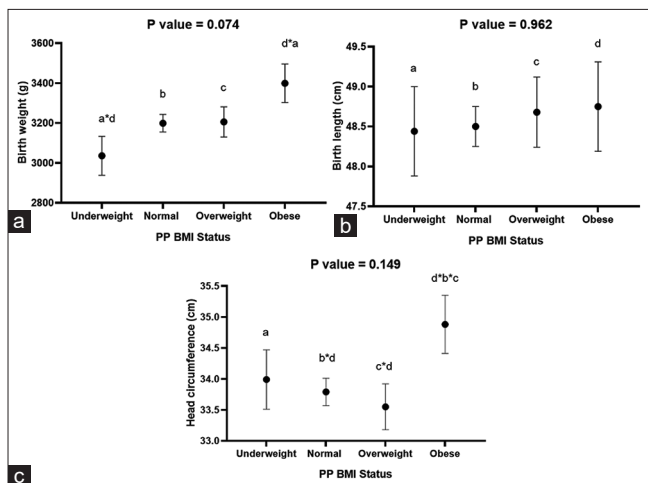 P value = 0.074
3600
3400
3200
3000
2800
Birth weight (g)
a*d
b
c
d*a
Underweight
Normal
Overweight
Obese
PP BMI Status
a
P value = 0.962
49.5
49.0
48.5
48.0
47.5
Birth length (cm)
a
b
c
d
Underweight
Normal
Overweight
Obese
PP BMI Status
b
P value = 0.149
35.5
35.0
34.5
34.0
33.5
33.0
Head circumference (cm)
a
b*d
c*d
d*b*c
Underweight
Normal
Overweight
Obese
PP BMI Status
c